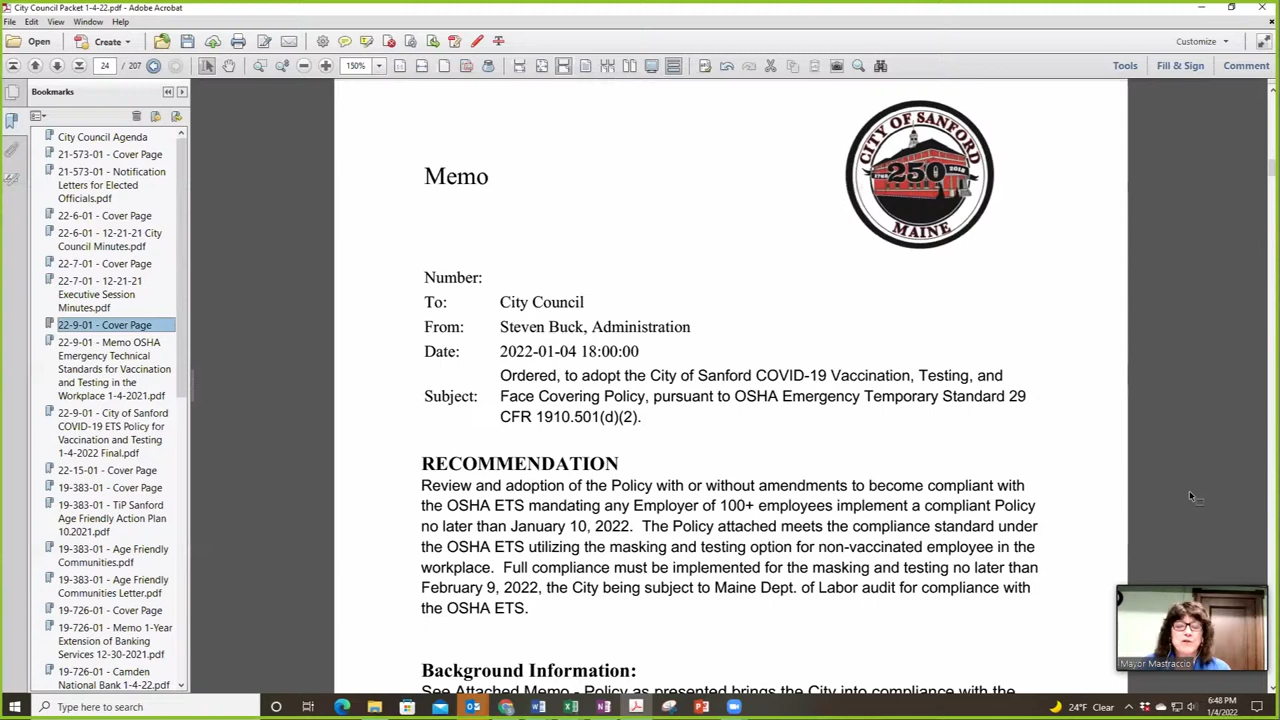 City Council Packet 1-4-22.pdf - Adobe Acrobat
File Edit View Window Help
Open Create Customize
24 / 207 150% Tools Fill & Sign Comment
Bookmarks
City Council Agenda
21-573-01 - Cover Page
21-573-01 - Notification
Letters for Elected
Officials.pdf
22-6-01 - Cover Page
22-6-01 - 12-21-21 City
Council Minutes.pdf
22-7-01 - Cover Page
22-7-01 - 12-21-21
Executive Session
Minutes.pdf
22-9-01 - Cover Page
22-9-01 - Memo OSHA
Emergency Technical
Standards for Vaccination
and Testing in the
Workplace 1-4-2021.pdf
22-9-01 - City of Sanford
COVID-19 ETS Policy for
Vaccination and Testing
1-4-2022 Final.pdf
22-15-01 - Cover Page
19-383-01 - Cover Page
19-383-01 - TiP Sanford
Age Friendly Action Plan
10.2021.pdf
19-383-01 - Age Friendly
Communities.pdf
19-383-01 - Age Friendly
Communities Letter.pdf
19-726-01 - Cover Page
19-726-01 - Memo 1-Year
Extension of Banking
Services 12-30-2021.pdf
19-726-01 - Camden
National Bank 1-4-22.pdf
CITY OF SANFORD
1768 250 2018
MAINE
Memo
Number:
To: City Council
From: Steven Buck, Administration
Date: 2022-01-04 18:00:00
Ordered, to adopt the City of Sanford COVID-19 Vaccination, Testing, and
Subject: Face Covering Policy, pursuant to OSHA Emergency Temporary Standard 29
CFR 1910.501(d)(2).
RECOMMENDATION
Review and adoption of the Policy with or without amendments to become compliant with
the OSHA ETS mandating any Employer of 100+ employees implement a compliant Policy
no later than January 10, 2022. The Policy attached meets the compliance standard under
the OSHA ETS utilizing the masking and testing option for non-vaccinated employee in the
workplace. Full compliance must be implemented for the masking and testing no later than
February 9, 2022, the City being subject to Maine Dept. of Labor audit for compliance with
the OSHA ETS.
Background Information:
See Attached Memo - Policy as presented brings the City into compliance with the
Mayor Mastraccio
Type here to search
24°F Clear
6:48 PM
1/4/2022